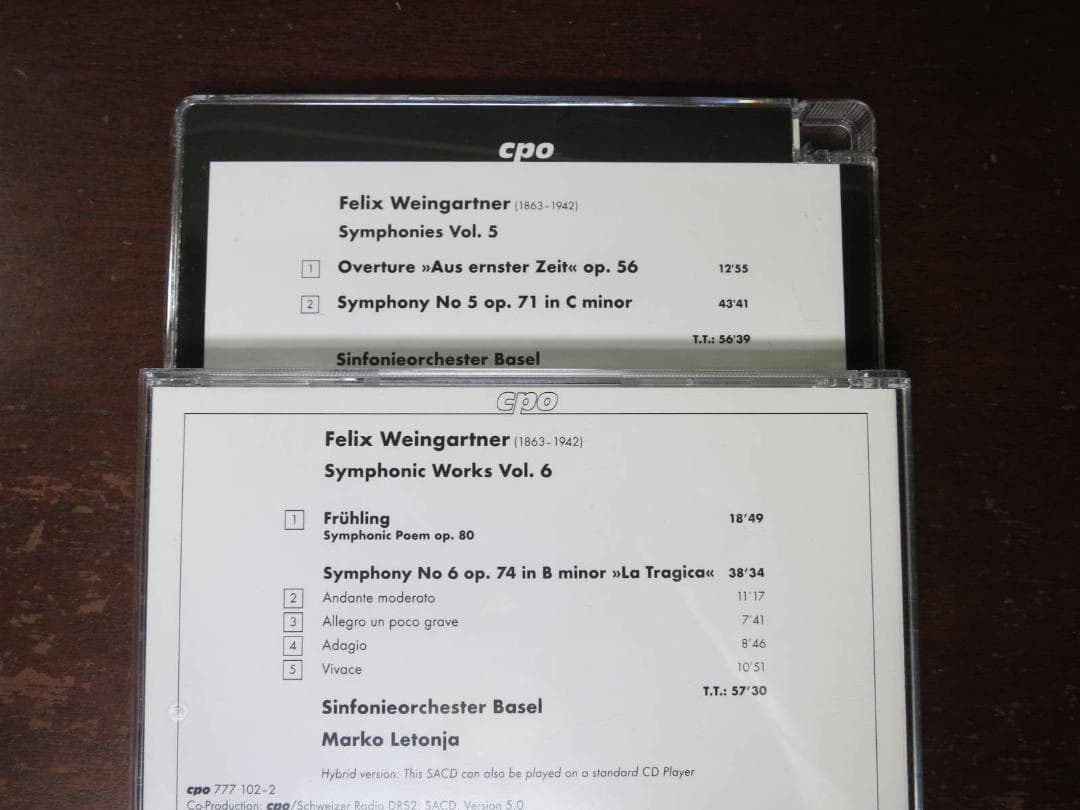 cpo
Felix Weingartner (1863–1942)
Symphonies Vol. 5
1 Overture »Aus ernster Zeit« op. 56 12'55
2 Symphony No 5 op. 71 in C minor 43'41
T.T.: 56'39
Sinfonieorchester Basel
cpo
Felix Weingartner (1863–1942)
Symphonic Works Vol. 6
1 Frühling 18'49
Symphonic Poem op. 80
Symphony No 6 op. 74 in B minor »La Tragica« 38'34
2 Andante moderato 11'17
3 Allegro un poco grave 7'41
4 Adagio 8'46
5 Vivace 10'51
T.T.: 57'30
Sinfonieorchester Basel
Marko Letonja
Hybrid version: This SACD can also be played on a standard CD Player
cpo 777 102–2
Co-Production: cpo/Schweizer Radio DRS2; SACD, Version 5.0